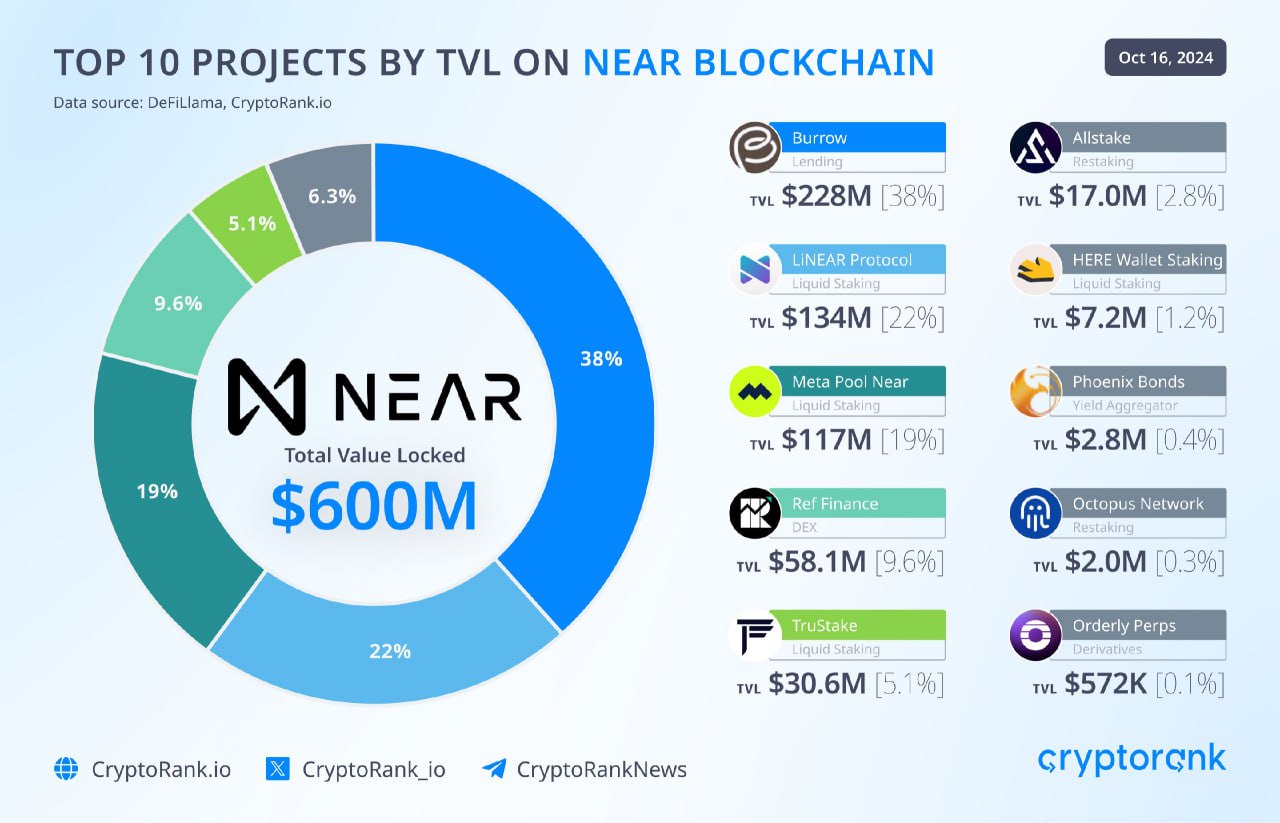 TOP 10 PROJECTS BY TVL ON NEAR BLOCKCHAIN
Oct 16, 2024
Data source: DeFiLlama, CryptoRank.io
38%
22%
19%
9.6%
5.1%
6.3%
NEAR
Total Value Locked
$600M
Burrow
Lending
TVL $228M [38%]
LiNEAR Protocol
Liquid Staking
TVL $134M [22%]
Meta Pool Near
Liquid Staking
TVL $117M [19%]
Ref Finance
DEX
TVL $58.1M [9.6%]
TruStake
Liquid Staking
TVL $30.6M [5.1%]
Allstake
Restaking
TVL $17.0M [2.8%]
HERE Wallet Staking
Liquid Staking
TVL $7.2M [1.2%]
Phoenix Bonds
Yield Aggregator
TVL $2.8M [0.4%]
Octopus Network
Restaking
TVL $2.0M [0.3%]
Orderly Perps
Derivatives
TVL $572K [0.1%]
CryptoRank.io
CryptoRank_io
CryptoRankNews
cryptorank